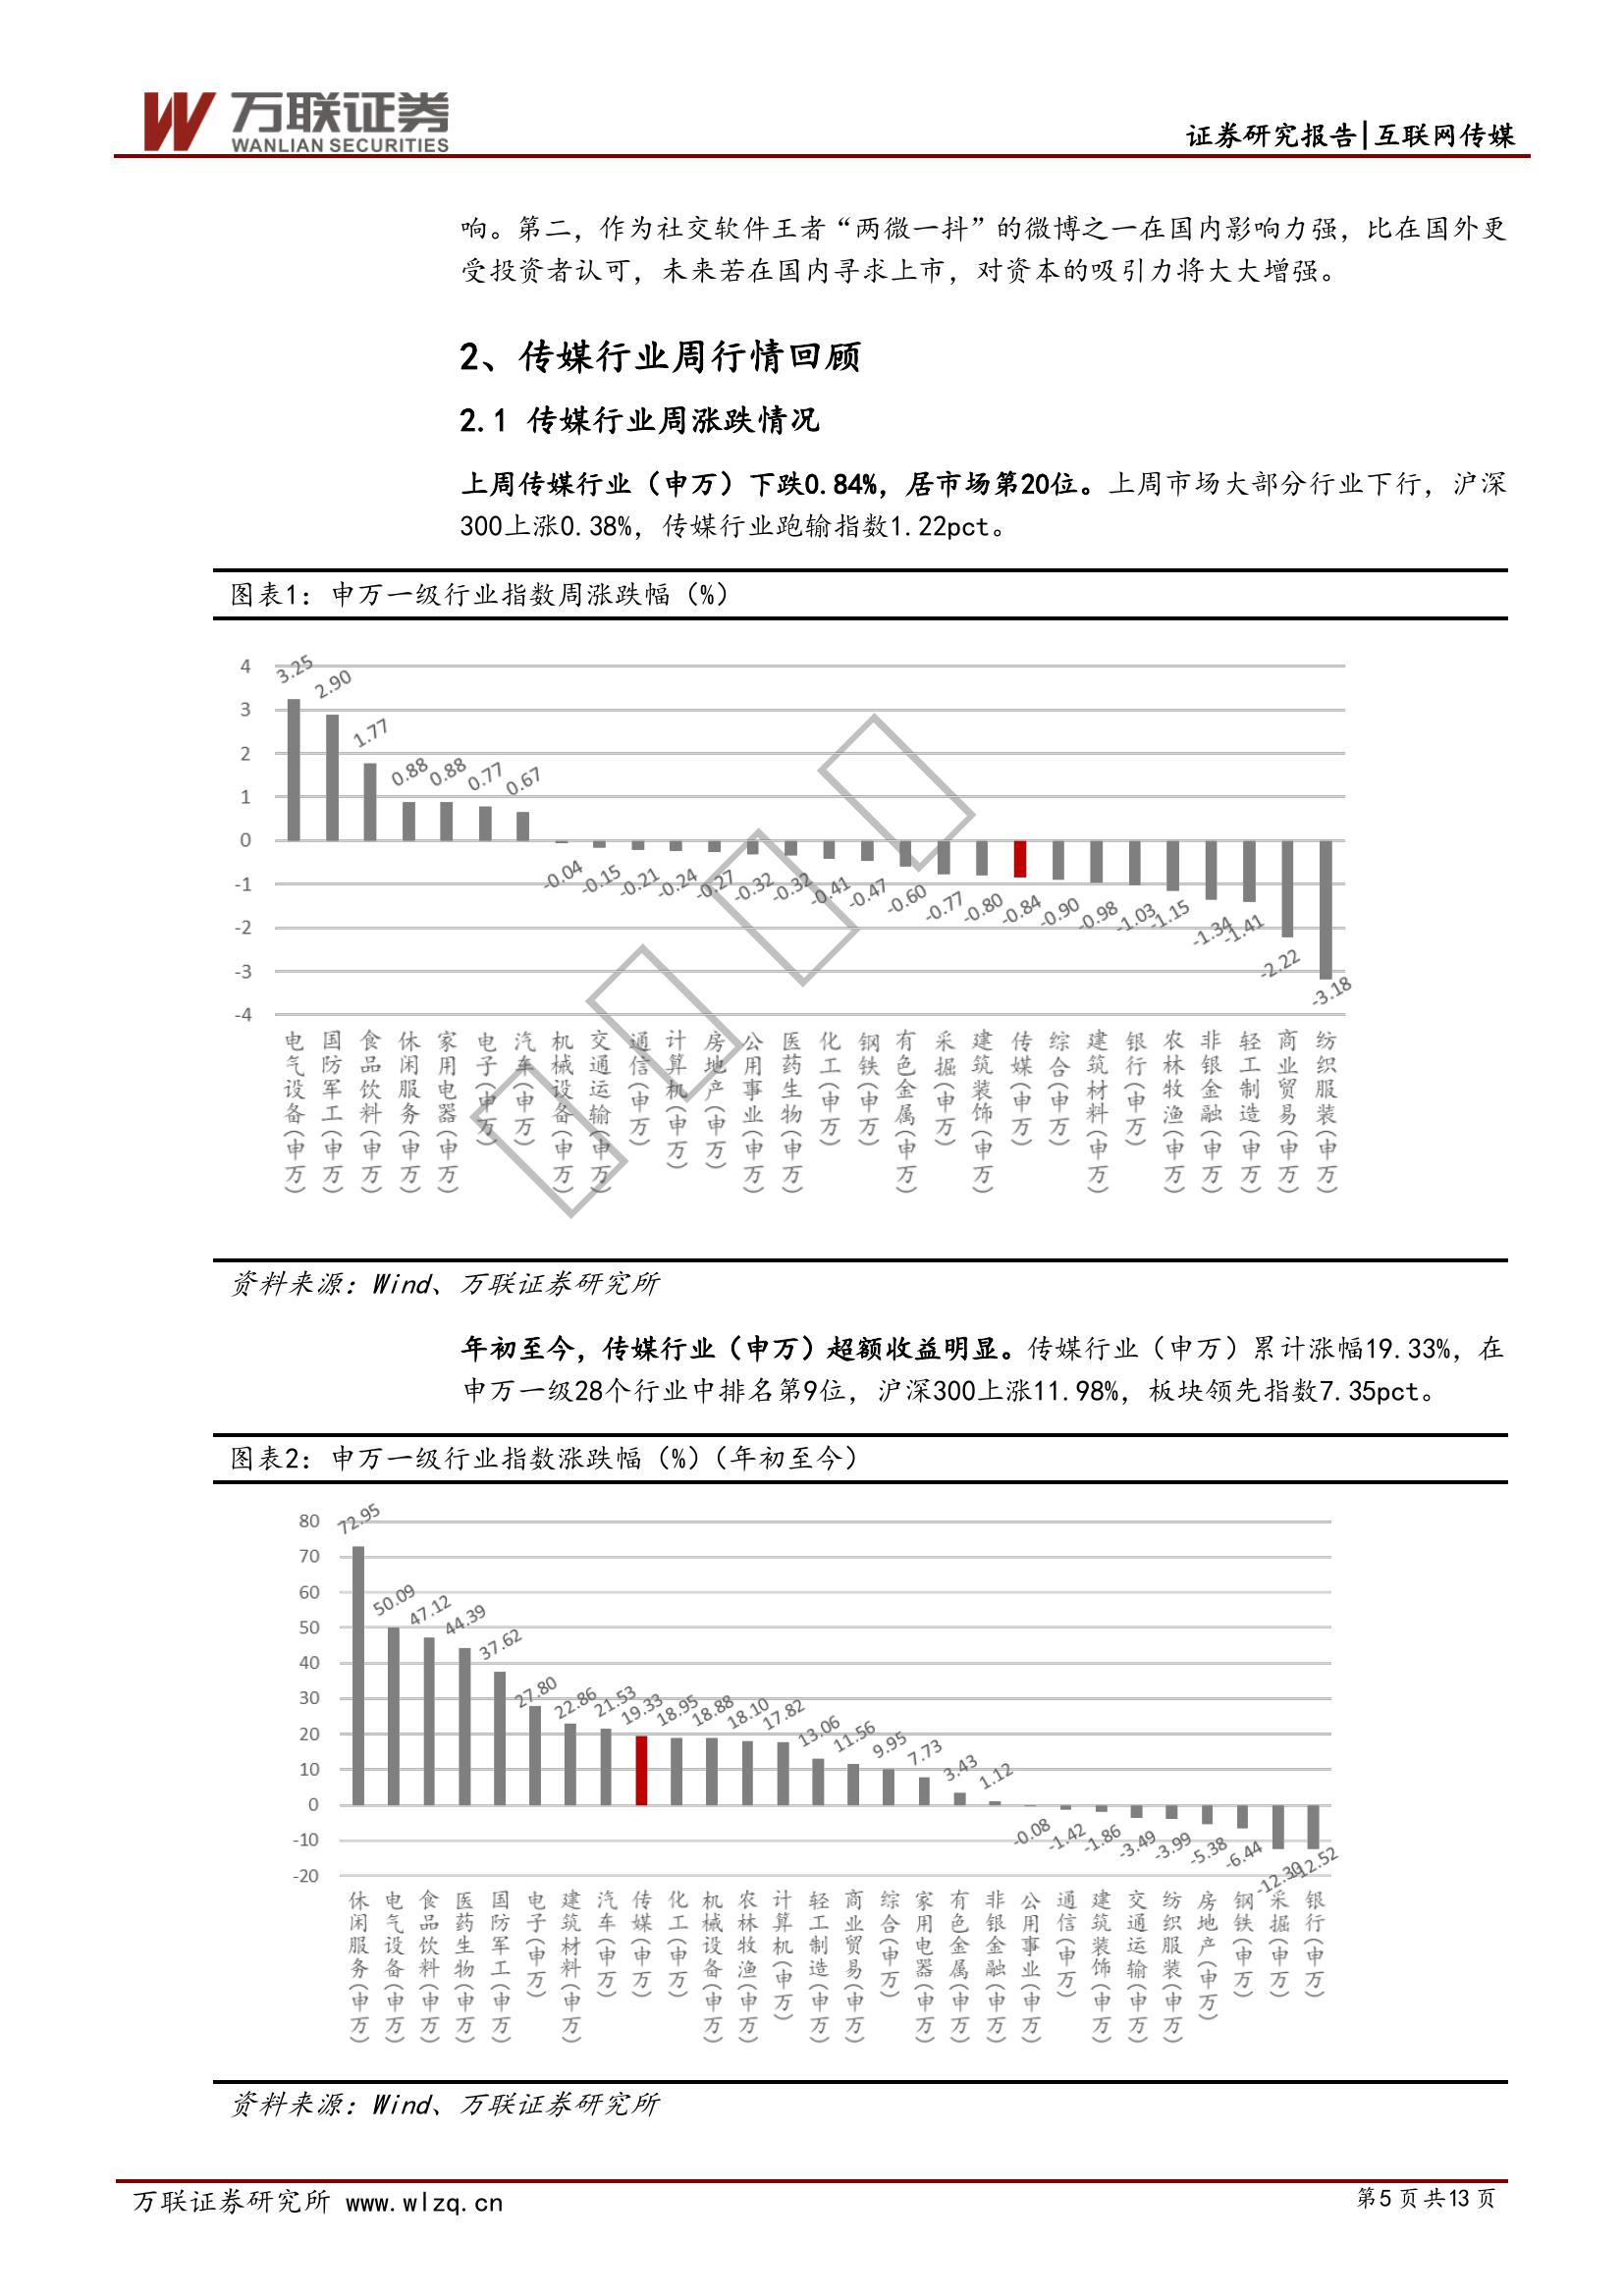 万联证券
WANLIAN SECURITIES
证券研究报告|互联网传媒
响。第二，作为社交软件王者“两微一抖”的微博之一在国内影响力强，比在国外更
受投资者认可，未来若在国内寻求上市，对资本的吸引力将大大增强。
2、传媒行业周行情回顾
2.1 传媒行业周涨跌情况
上周传媒行业（申万）下跌0.84%，居市场第20位。上周市场大部分行业下行，沪深
300上涨0.38%，传媒行业跑输指数1.22pct。
图表1：申万一级行业指数周涨跌幅（%）
4
3
2
1
0
-1
-2
-3
-4
3.25
2.90
1.77
0.88
0.88
0.77
0.67
-0.04
-0.15
-0.21
-0.24
-0.27
-0.32
-0.32
-0.41
-0.47
-0.60
-0.77
-0.80
-0.84
-0.90
-0.98
-1.03
-1.15
-1.34
-1.41
-2.22
-3.18
电气设备(申万)
国防军工(申万)
食品饮料(申万)
休闲服务(申万)
家用电器(申万)
电子(申万)
汽车(申万)
机械设备(申万)
交通运输(申万)
通信(申万)
计算机(申万)
房地产(申万)
公用事业(申万)
医药生物(申万)
化工(申万)
钢铁(申万)
有色金属(申万)
采掘(申万)
建筑装饰(申万)
传媒(申万)
综合(申万)
建筑材料(申万)
银行(申万)
农林牧渔(申万)
非银金融(申万)
轻工制造(申万)
商业贸易(申万)
纺织服装(申万)
资料来源：Wind、万联证券研究所
年初至今，传媒行业（申万）超额收益明显。传媒行业（申万）累计涨幅19.33%，在
申万一级28个行业中排名第9位，沪深300上涨11.98%，板块领先指数7.35pct。
图表2：申万一级行业指数涨跌幅（%）（年初至今）
80
70
60
50
40
30
20
10
0
-10
-20
72.95
50.09
47.12
44.39
37.62
27.80
22.86
21.53
19.33
18.95
18.88
18.10
17.82
13.06
11.56
9.95
7.73
3.43
1.12
-0.08
-1.42
-1.86
-3.49
-3.99
-5.38
-6.44
-12.30
-12.52
休闲服务(申万)
电气设备(申万)
食品饮料(申万)
医药生物(申万)
国防军工(申万)
电子(申万)
建筑材料(申万)
汽车(申万)
传媒(申万)
化工(申万)
机械设备(申万)
农林牧渔(申万)
计算机(申万)
轻工制造(申万)
商业贸易(申万)
综合(申万)
家用电器(申万)
有色金属(申万)
非银金融(申万)
公用事业(申万)
通信(申万)
建筑装饰(申万)
交通运输(申万)
纺织服装(申万)
房地产(申万)
钢铁(申万)
采掘(申万)
银行(申万)
资料来源：Wind、万联证券研究所
万联证券研究所 www.wlzq.cn
第5页共13页